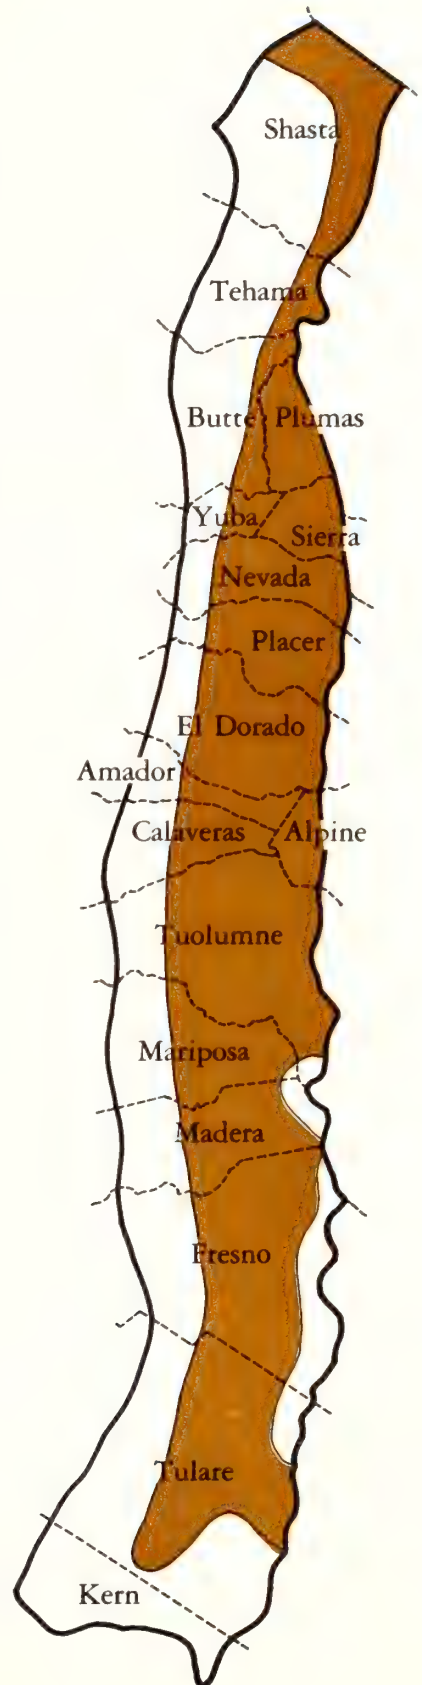 Shasta
Tehama
Butte Plumas
Yuba
Sierra
Nevada
Placer
El Dorado
Amador
Calaveras Alpine
Tuolumne
Mariposa
Madera
Fresno
Tulare
Kern